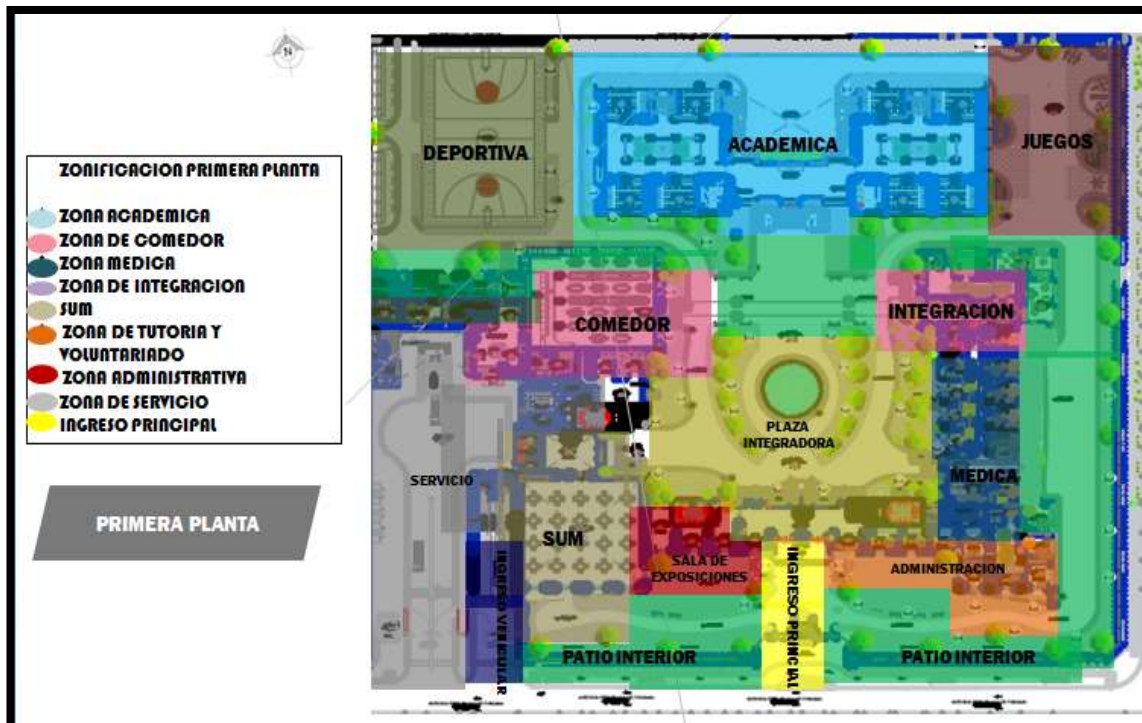 ZONIFICACION PRIMERA PLANTA
ZONA ACADEMICA
ZONA DE COMEDOR
ZONA MEDICA
ZONA DE INTEGRACION
SUM
ZONA DE TUTORIA Y
VOLUNTARIADO
ZONA ADMINISTRATIVA
ZONA DE SERVICIO
INGRESO PRINCIPAL
PRIMERA PLANTA
DEPORTIVA
ACADEMICA
JUEGOS
COMEDOR
INTEGRACION
PLAZA
INTEGRADORA
SERVICIO
MEDICA
SUM
SALA DE
EXPOSICIONES
ADMINISTRACION
INGRESO VEHICULAR
INGRESO PRINCIAL
PATIO INTERIOR
PATIO INTERIOR